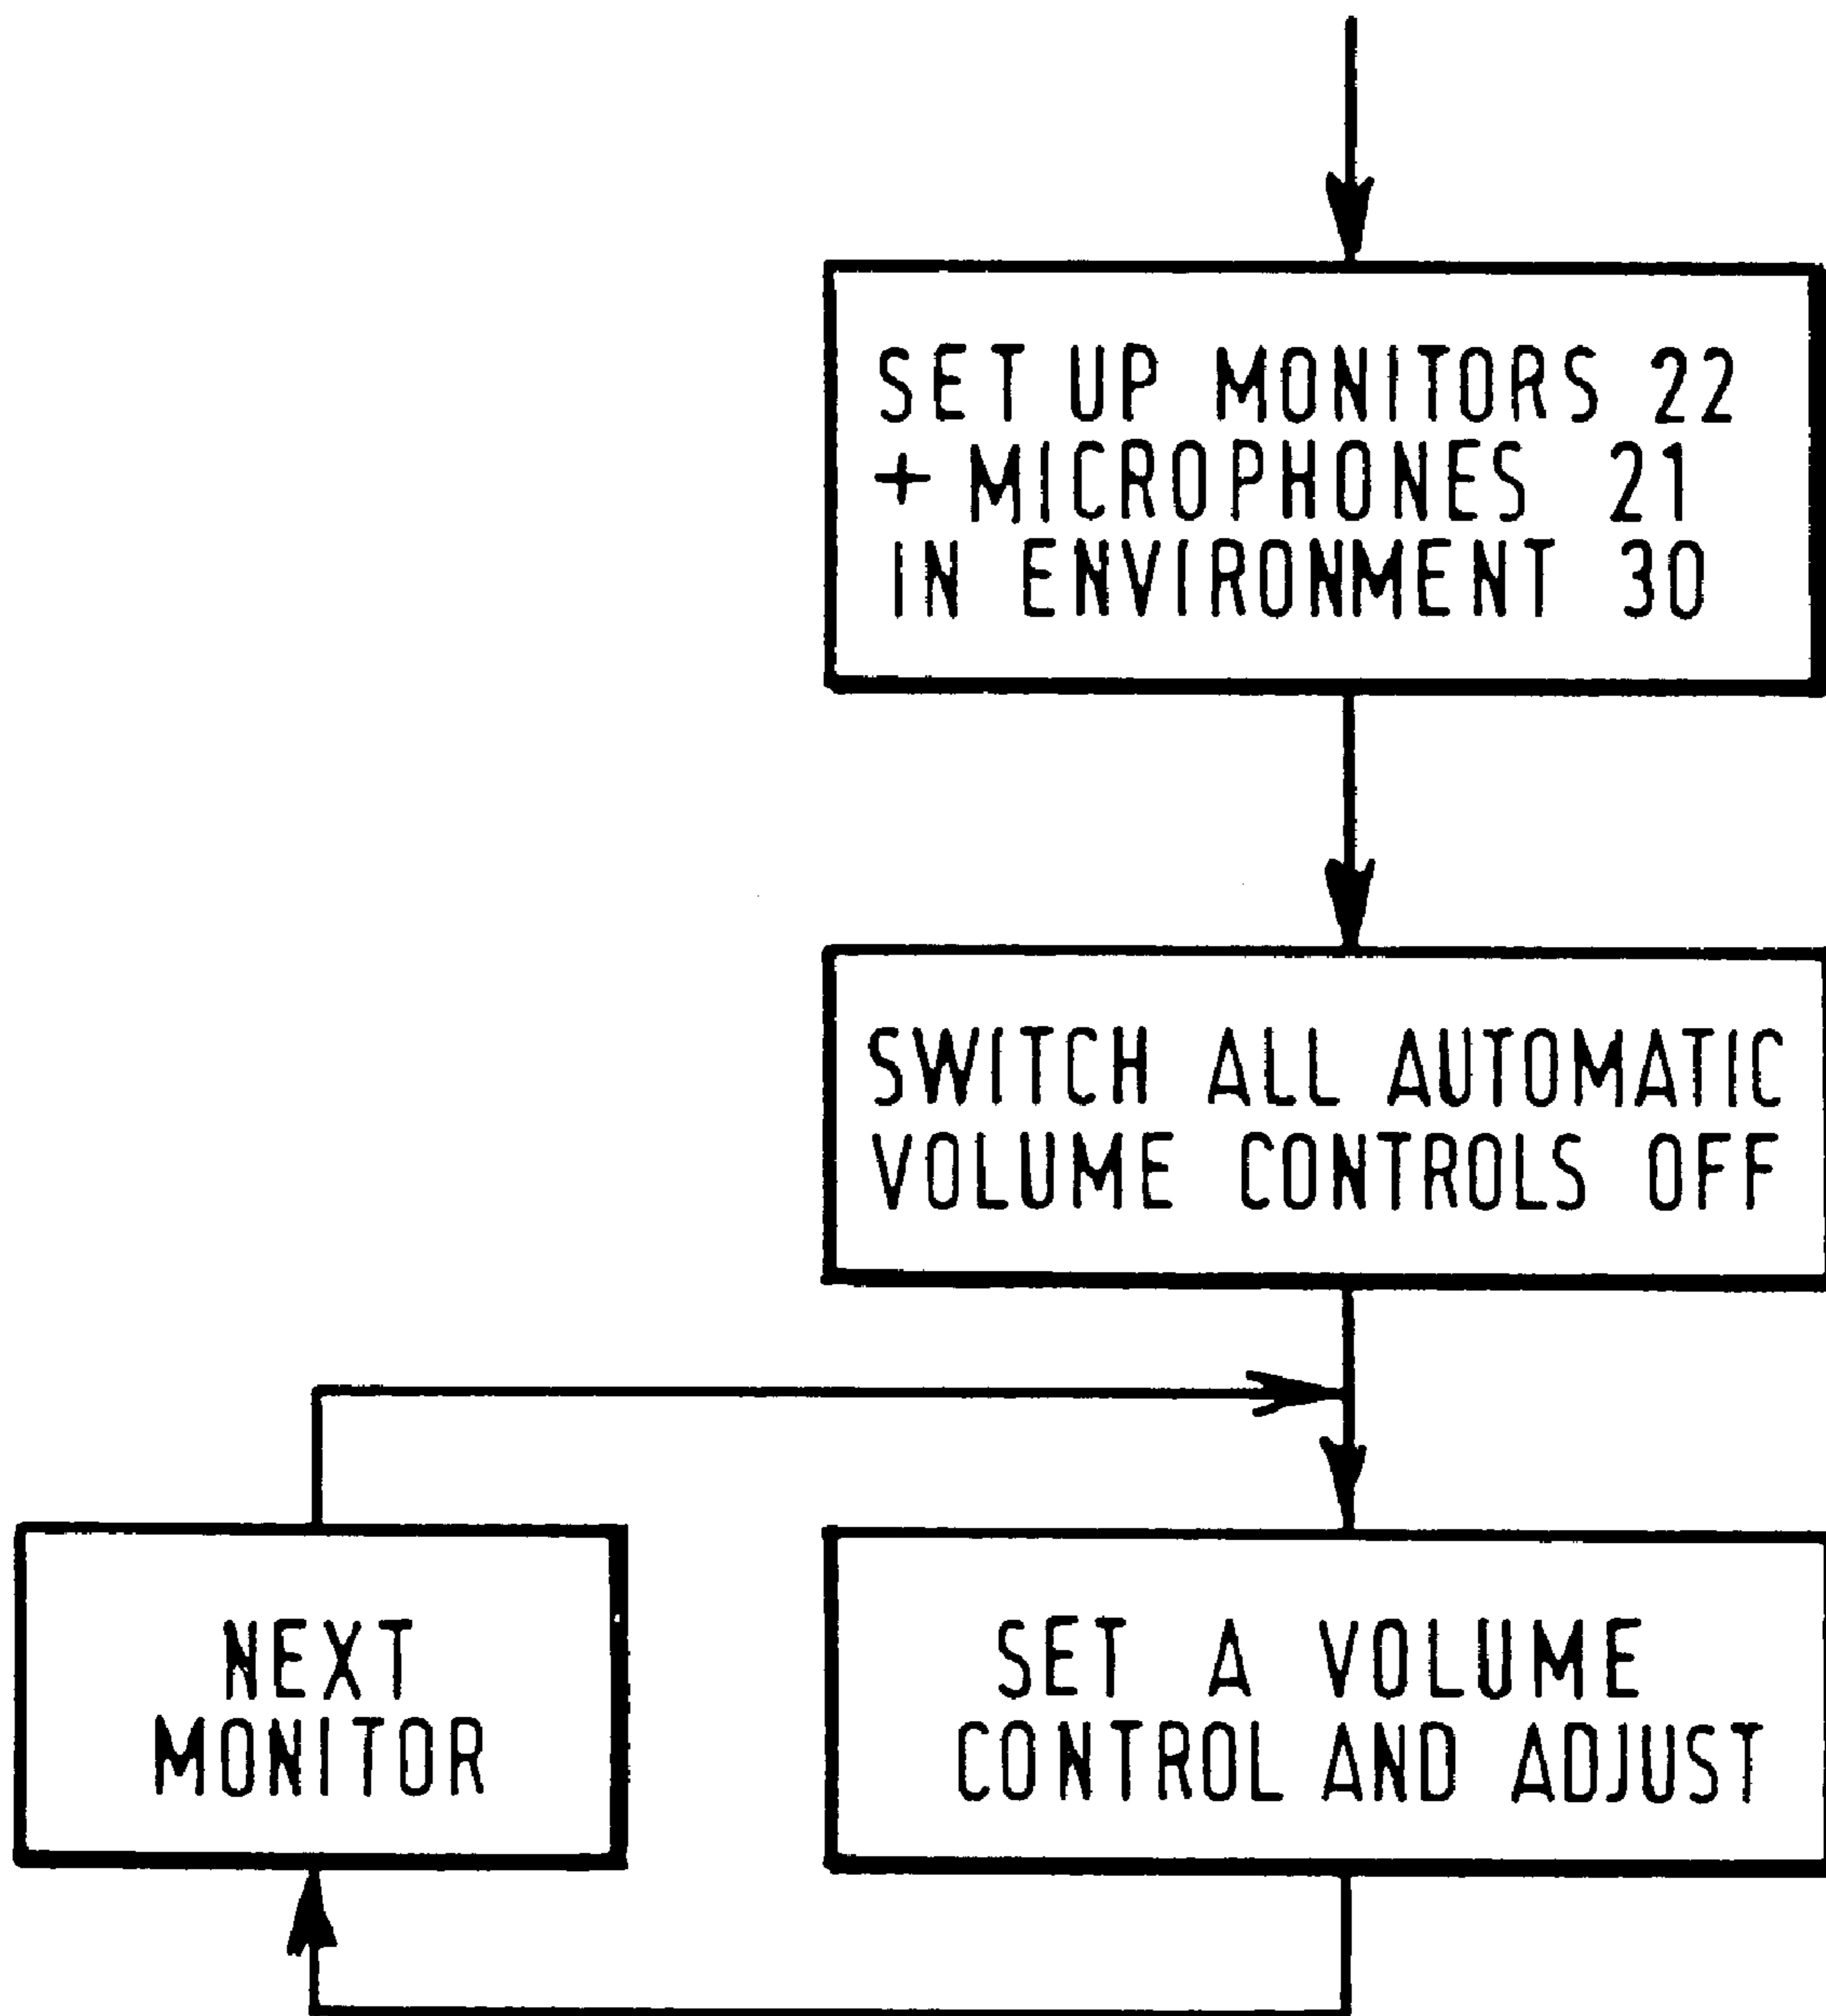 SET UP MONITORS 22
+ MICROPHONES 21
IN ENVIRONMENT 30
SWITCH ALL AUTOMATIC
VOLUME CONTROLS OFF
NEXT
MONITOR
SET A VOLUME
CONTROL AND ADJUST